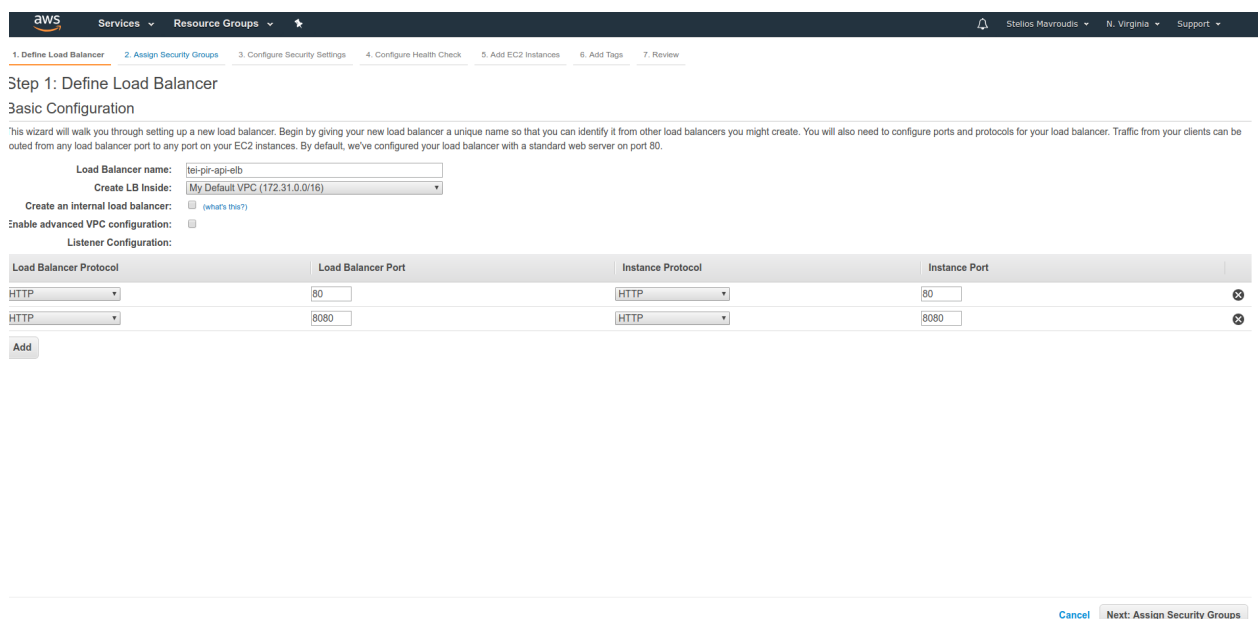 aws Services Resource Groups Stelios Mavroudis N. Virginia Support
1. Define Load Balancer 2. Assign Security Groups 3. Configure Security Settings 4. Configure Health Check 5. Add EC2 Instances 6. Add Tags 7. Review
Step 1: Define Load Balancer
Basic Configuration
This wizard will walk you through setting up a new load balancer. Begin by giving your new load balancer a unique name so that you can identify it from other load balancers you might create. You will also need to configure ports and protocols for your load balancer. Traffic from your clients can be
outed from any load balancer port to any port on your EC2 instances. By default, we've configured your load balancer with a standard web server on port 80.
Load Balancer name: tei-pir-api-elb
Create LB Inside: My Default VPC (172.31.0.0/16)
Create an internal load balancer: (what's this?)
Enable advanced VPC configuration:
Listener Configuration:
Load Balancer Protocol Load Balancer Port Instance Protocol Instance Port
HTTP 80 HTTP 80
HTTP 8080 HTTP 8080
Add
Cancel Next: Assign Security Groups